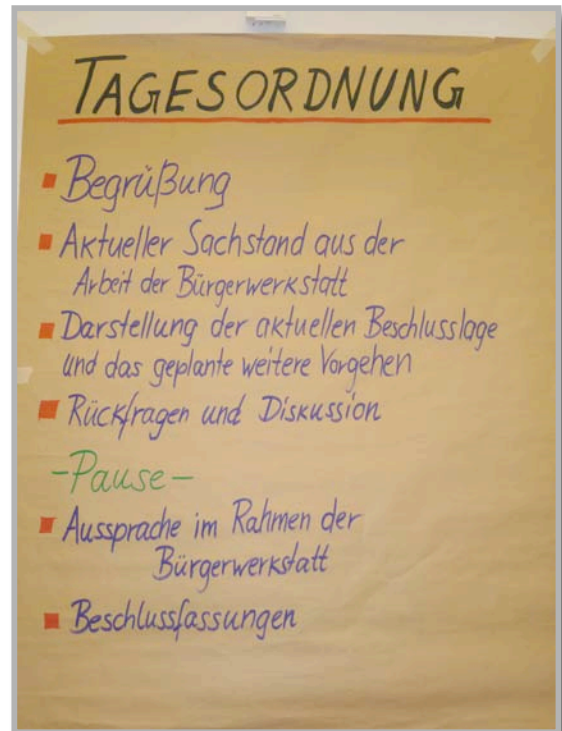 TAGESORDNUNG
Begrüßung
Aktueller Sachstand aus der
Arbeit der Bürgerwerkstatt
Darstellung der aktuellen Beschlusslage
und das geplante weitere Vorgehen
Rückfragen und Diskussion
-Pause-
Aussprache im Rahmen der
Bürgerwerkstatt
Beschlussfassungen